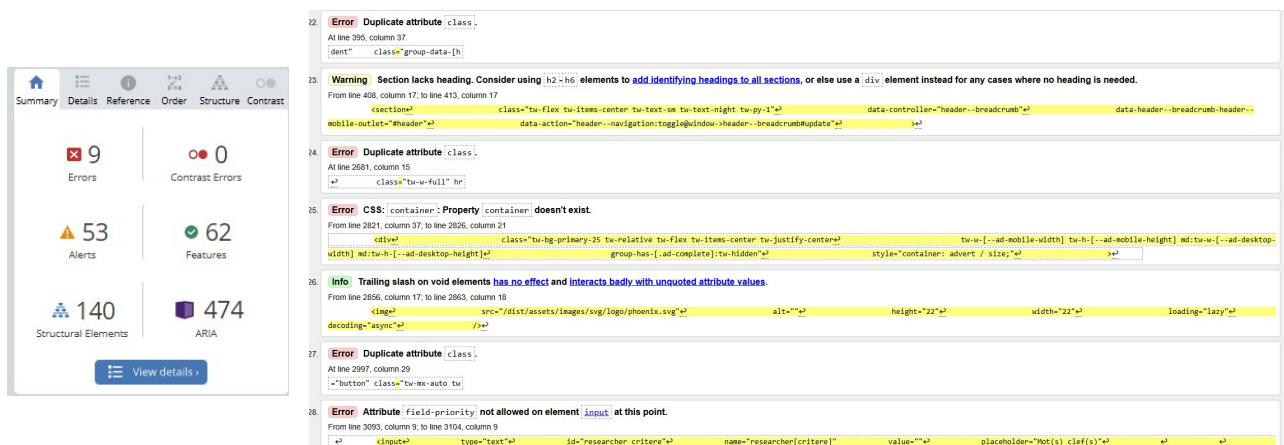 Summary Details Reference Order Structure Contrast
9 0
Errors Contrast Errors
53 62
Alerts Features
140 474
Structural Elements ARIA
View details ›
22. Error Duplicate attribute class.
At line 395, column 37
dent"↩ class="group-data-[h
23. Warning Section lacks heading. Consider using h2-h6 elements to add identifying headings to all sections, or else use a div element instead for any cases where no heading is needed.
From line 408, column 17; to line 413, column 17
<section↩ class="tw-flex tw-items-center tw-text-sm tw-text-night tw-py-1"↩ data-controller="header--breadcrumb"↩ data-header--breadcrumb-header--
mobile-outlet="#header"↩ data-action="header--navigation:toggle@window->header--breadcrumb#update"↩ >↩
24. Error Duplicate attribute class.
At line 2681, column 15
↩ class="tw-w-full" hr
25. Error CSS: container: Property container doesn't exist.
From line 2821, column 37; to line 2826, column 21
<div↩ class="tw-bg-primary-25 tw-relative tw-flex tw-items-center tw-justify-center↩ tw-w-[--ad-mobile-width] tw-h-[--ad-mobile-height] md:tw-w-[--ad-desktop-
width] md:tw-h-[--ad-desktop-height]↩ group-has-[.ad-complete]:tw-hidden"↩ style="container: advert / size;"↩ >↩
26. Info Trailing slash on void elements has no effect and interacts badly with unquoted attribute values.
From line 2856, column 17; to line 2863, column 18
<img↩ src="/dist/assets/images/svg/logo/phoenix.svg"↩ alt=""↩ height="22"↩ width="22"↩ loading="lazy"↩
decoding="async"↩ />↩
27. Error Duplicate attribute class.
At line 2997, column 29
="button" class="tw-mx-auto tw
28. Error Attribute field-priority not allowed on element input at this point.
From line 3093, column 9; to line 3104, column 9
↩ <input↩ type="text"↩ id="researcher_critere"↩ name="researcher[critere]" value=""↩ placeholder="Mot(s) clef(s)"↩ ↩ ↩